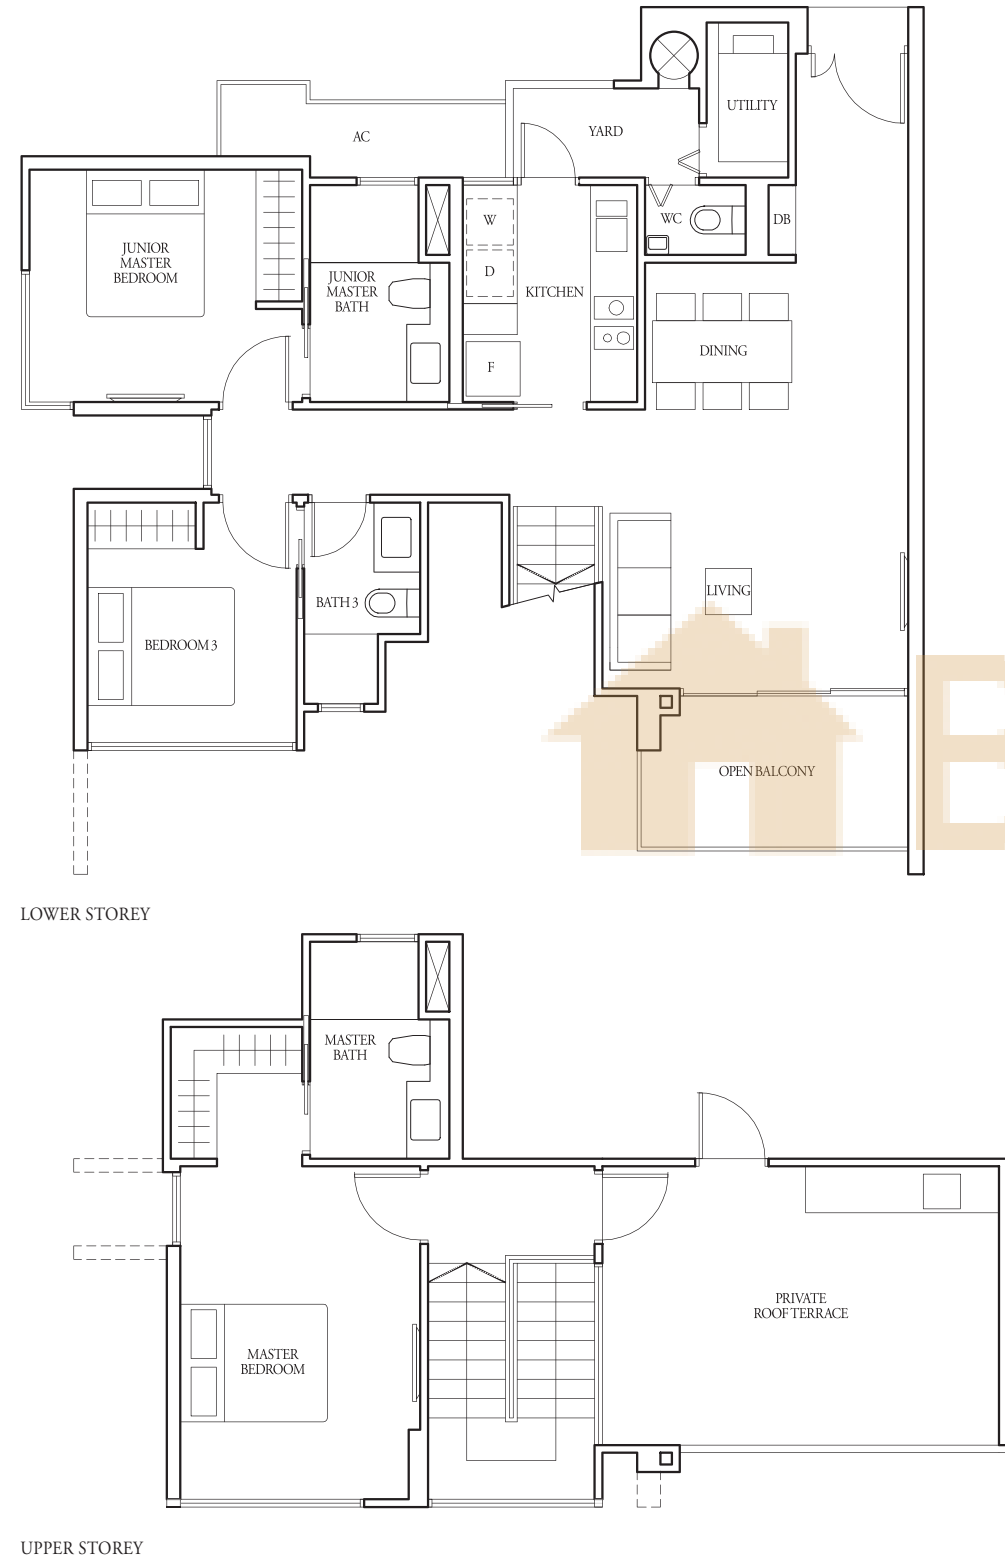 UTILITY
YARD
AC
WC
DB
W
JUNIOR
MASTER
BEDROOM
D
JUNIOR
MASTER
BATH
KITCHEN
DINING
F
LIVING
BATH 3
BEDROOM 3
OPEN BALCONY
E
LOWER STOREY
MASTER
BATH
PRIVATE
ROOF TERRACE
MASTER
BEDROOM
UPPER STOREY